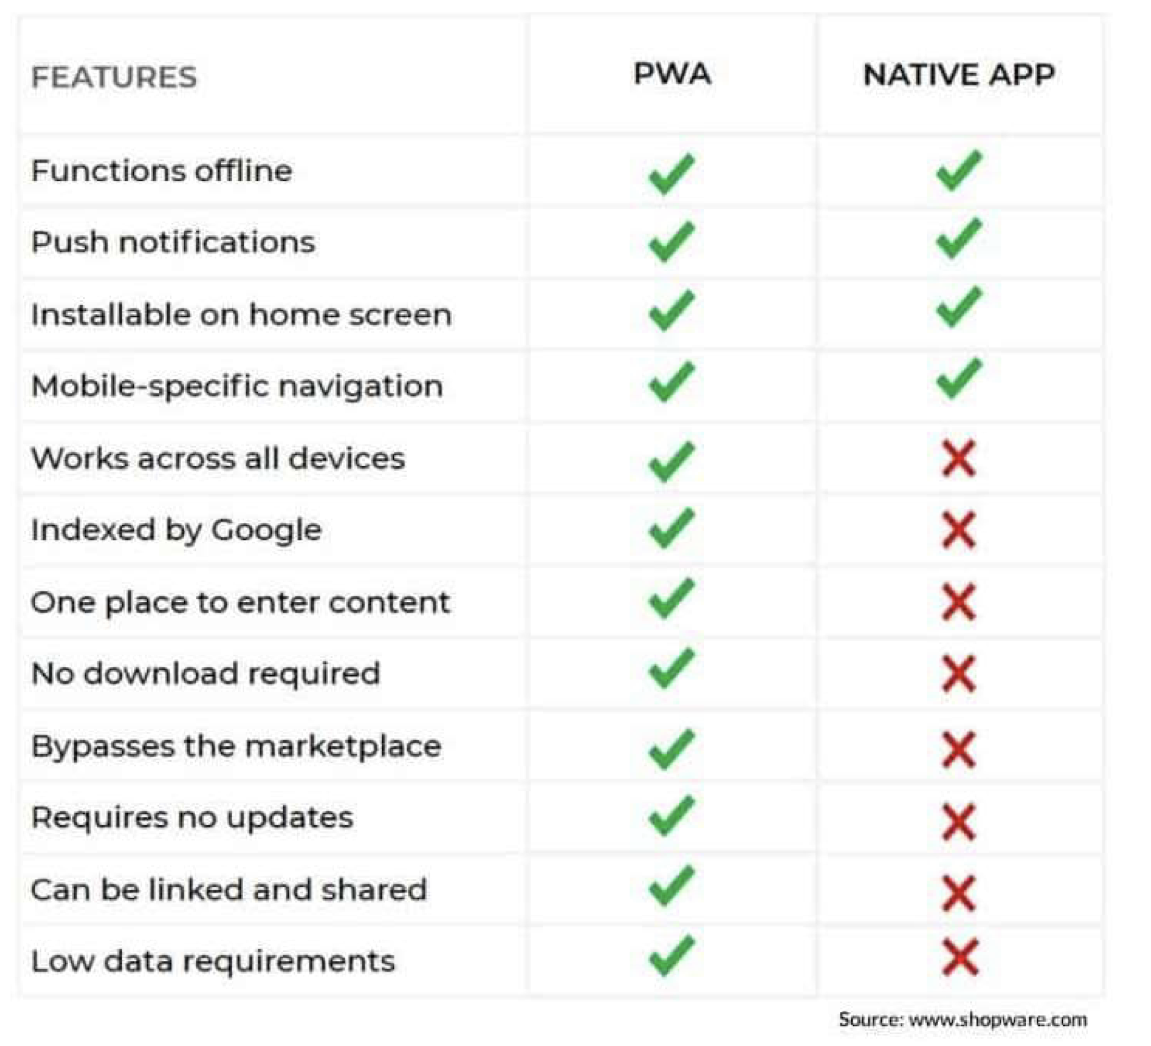 FEATURES PWA NATIVE APP
Functions offline
Push notifications
Installable on home screen
Mobile-specific navigation
Works across all devices
Indexed by Google
One place to enter content
No download required
Bypasses the marketplace
Requires no updates
Can be linked and shared
Low data requirements
Source: www.shopware.com